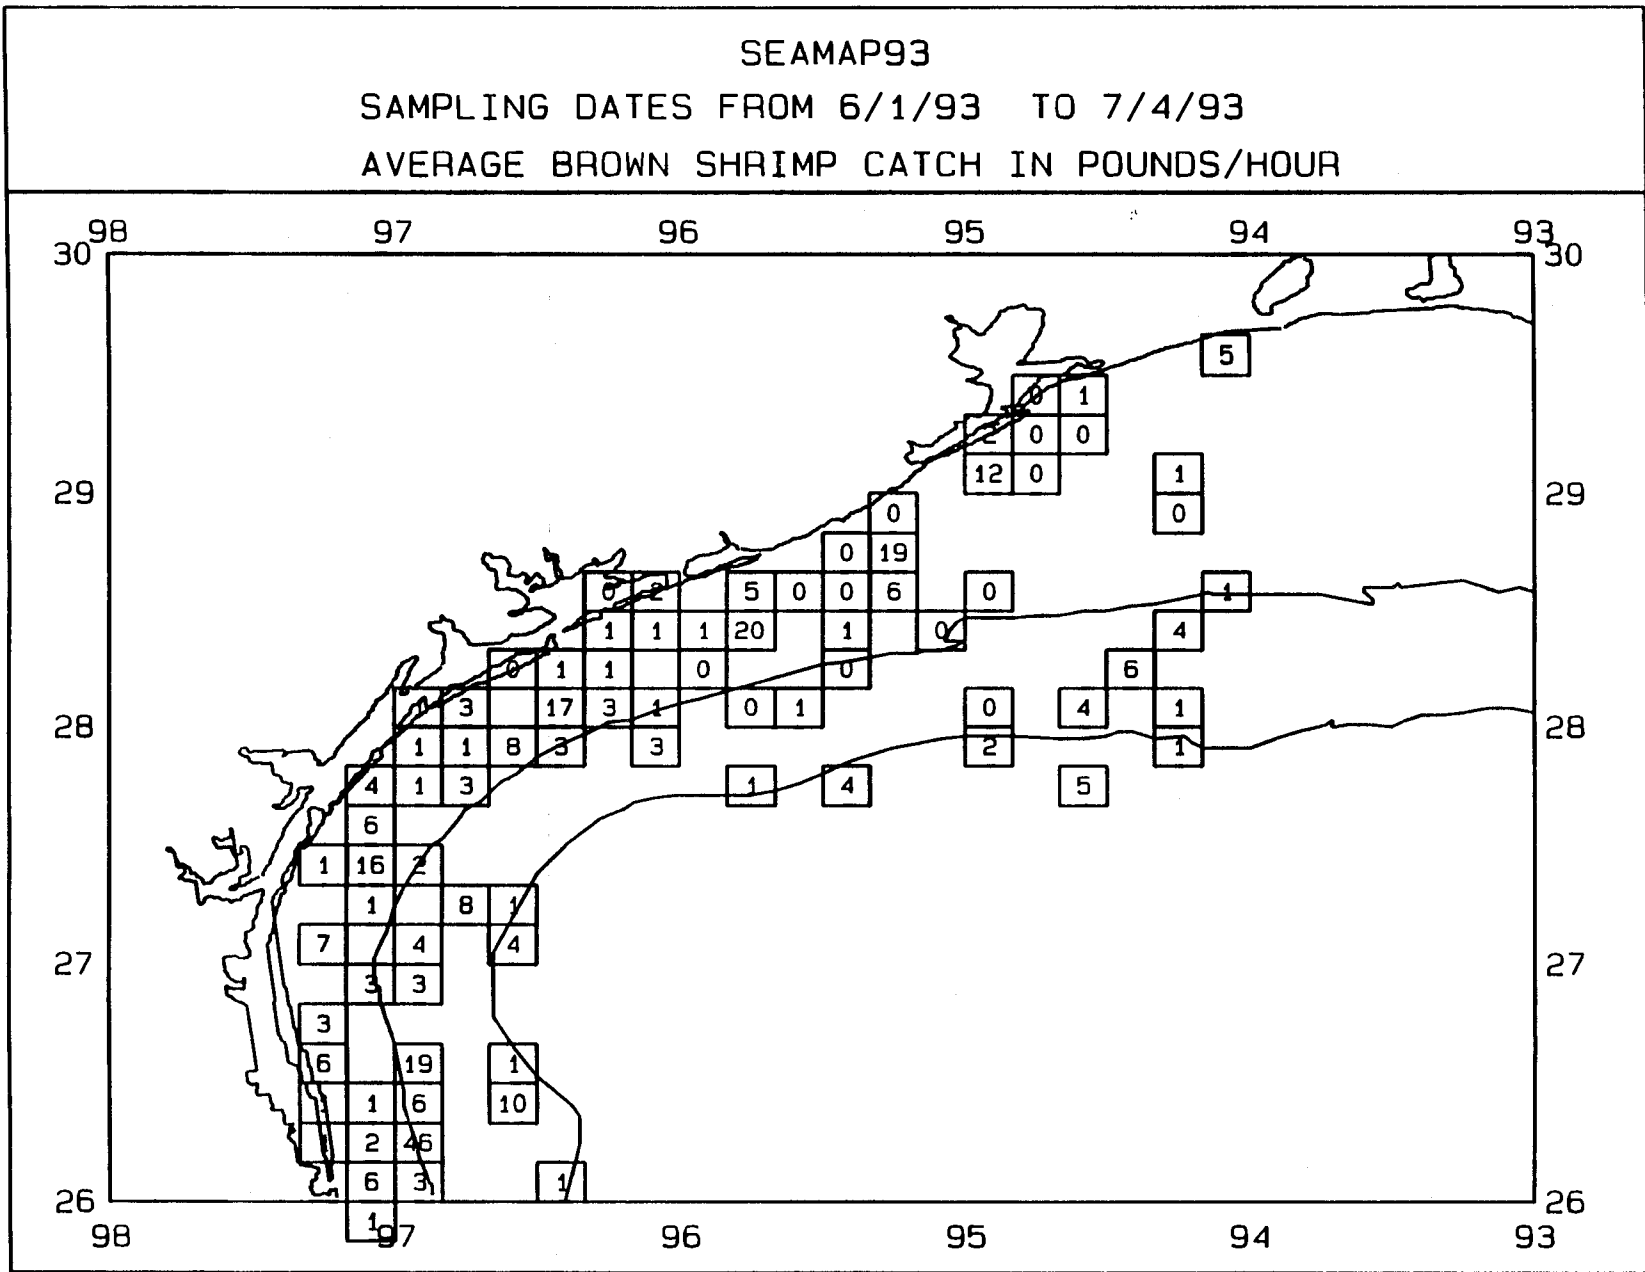 SEAMAP93
SAMPLING DATES FROM 6/1/93 TO 7/4/93
AVERAGE BROWN SHRIMP CATCH IN POUNDS/HOUR
98 97 96 95 94 93
30 30
5
0 1
2 0 0
12 0 1
29 29
0 0
0 19
0 2 5 0 0 6 0 1
1 1 1 20 1 0 4
0 1 1 0 0 6
3 17 3 1 0 1 0 4 1
28 28
1 1 8 3 3 2 1
4 1 3 1 4 5
6
1 16 2
1 8 1
7 4 4
27 27
3 3
3
6 19 1
1 6 10
2 46
6 3 1
26 26
1
98 97 96 95 94 93